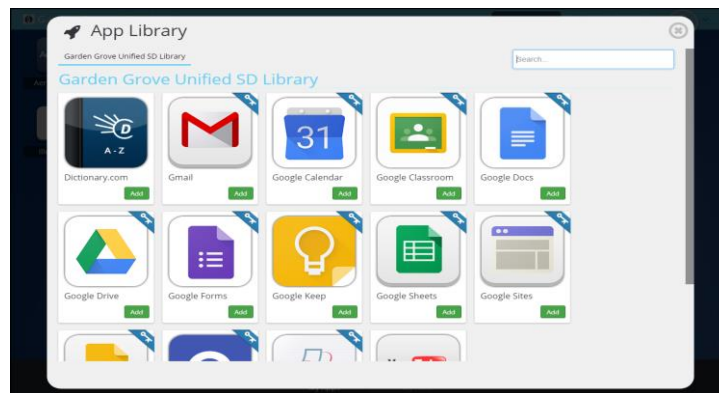 App Library
Garden Grove Unified SD Library
Search...
Garden Grove Unified SD Library
D
A - Z
31
Dictionary.com
Gmail
Google Calendar
Google Classroom
Google Docs
Add
Add
Add
Add
Add
Google Drive
Google Forms
Google Keep
Google Sheets
Google Sites
Add
Add
Add
Add
Add